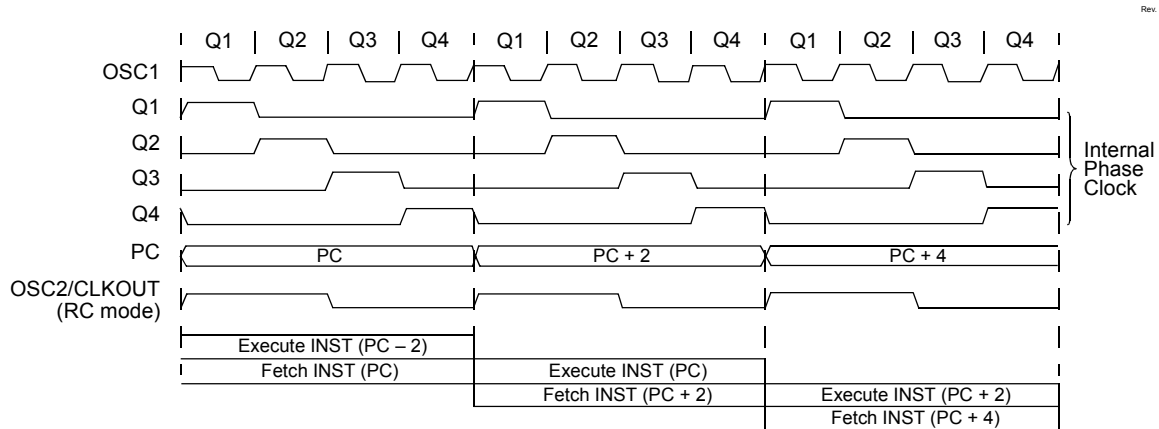 Rev.
Q1 Q2 Q3 Q4 Q1 Q2 Q3 Q4 Q1 Q2 Q3 Q4
OSC1
Q1
Q2
Q3
Q4
Internal
Phase
Clock
PC PC PC + 2 PC + 4
OSC2/CLKOUT
(RC mode)
Execute INST (PC – 2)
Fetch INST (PC) Execute INST (PC)
Fetch INST (PC + 2) Execute INST (PC + 2)
Fetch INST (PC + 4)